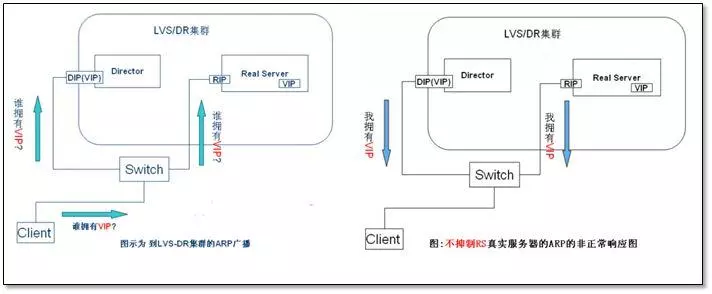 LVS/DR集群
Director
DIP(VIP)
Real Server
RIP
VIP
谁拥有VIP?
谁拥有VIP?
Switch
Client
谁拥有VIP?
图示为 到LVS-DR集群的ARP广播
LVS/DR集群
Director
DIP(VIP)
Real Server
RIP
VIP
我拥有VIP
我拥有VIP
Switch
Client
图:不抑制RS真实服务器的ARP的非正常响应图